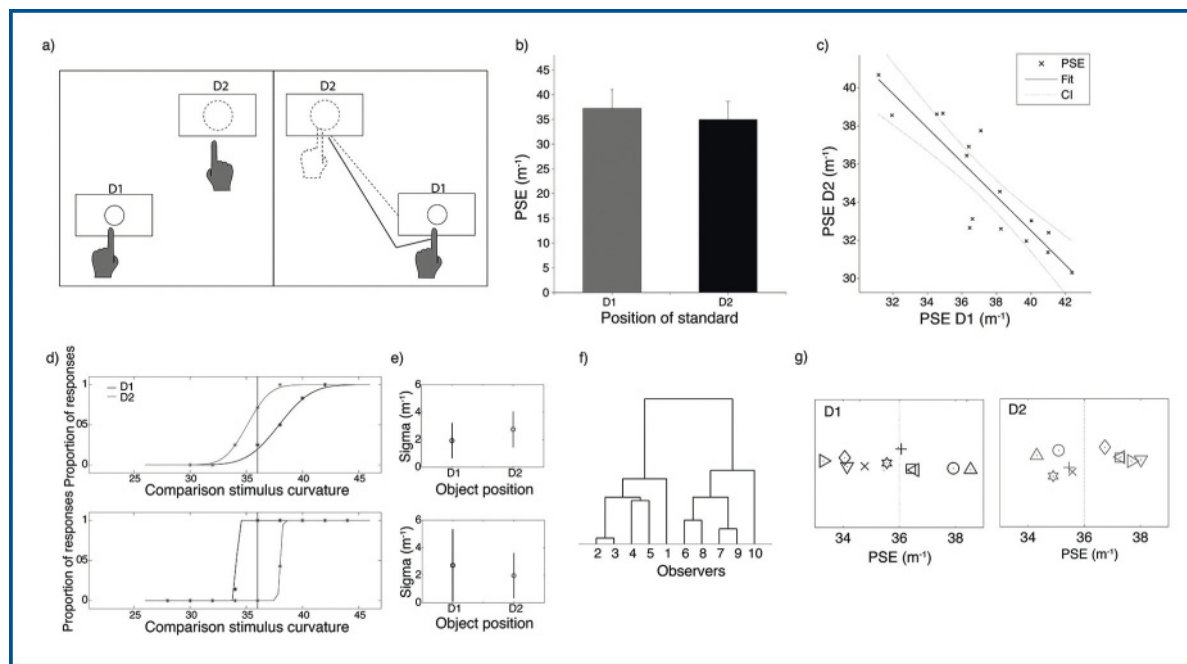 a)
D2
D1
D2
D1
b)
PSE (m-1)
45
40
35
30
25
20
15
10
5
0
D1
D2
Position of standard
c)
PSE
Fit
CI
PSE D2 (m-1)
40
38
36
34
32
30
32
34
36
38
40
42
PSE D1 (m-1)
d)
Proportion of responses
D1
D2
1
05
0
25
30
35
40
45
Comparison stimulus curvature
Proportion of responses
1
05
0
25
30
35
40
45
Comparison stimulus curvature
e)
Sigma (m-1)
6
4
2
0
D1
D2
Object position
Sigma (m-1)
6
4
2
0
D1
D2
Object position
f)
2 3 4 5 1 6 8 7 9 10
Observers
g)
D1
34
36
38
PSE (m-1)
D2
34
36
38
PSE (m-1)